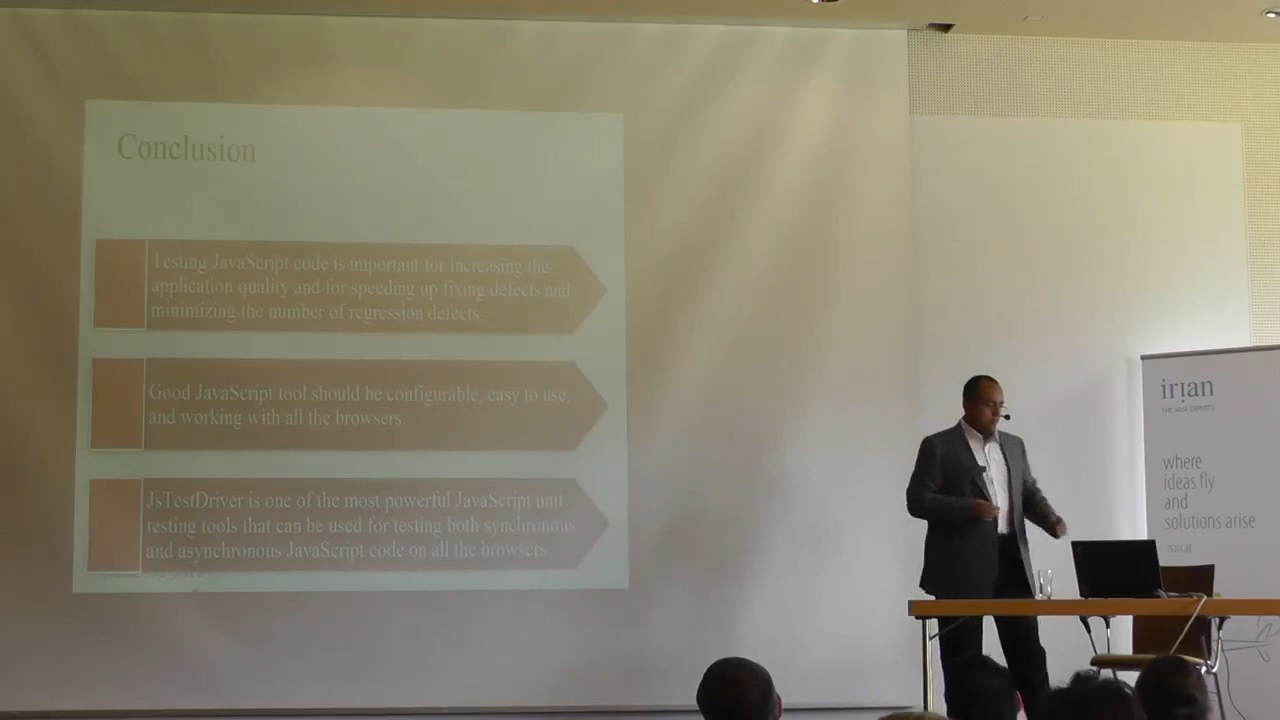 Conclusion
Testing JavaScript code is important for increasing the
application quality and for speeding up fixing defects and
minimizing the number of regression defects.
Good JavaScript tool should be configurable, easy to use,
and working with all the browsers.
JsTestDriver is one of the most powerful JavaScript unit
testing tools that can be used for testing both synchronous
and asynchronous JavaScript code on all the browsers.
irian
THE JAVA EXPERTS
where
ideas fly
and
solutions arise